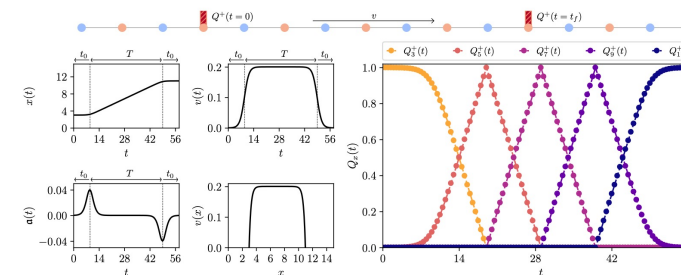 Q⁺(t = 0)
v
Q⁺(t = t_f)
t₀ T t₀
12
8
4
0
x(t)
0 14 28 42 56
t
t₀ T t₀
0.2
0.1
0.0
v(t)
0 14 28 42 56
t
Q₃⁺(t) Q₅⁺(t) Q₇⁺(t) Q₉⁺(t)
1.0
0.8
0.6
0.4
0.2
0.0
Qₓ(t)
0 14 28 42
t
t₀ T t₀
0.04
0.00
−0.04
a(t)
0 14 28 42 56
t
0.2
0.1
0.0
v(x)
0 2 4 6 8 10 12 14
x